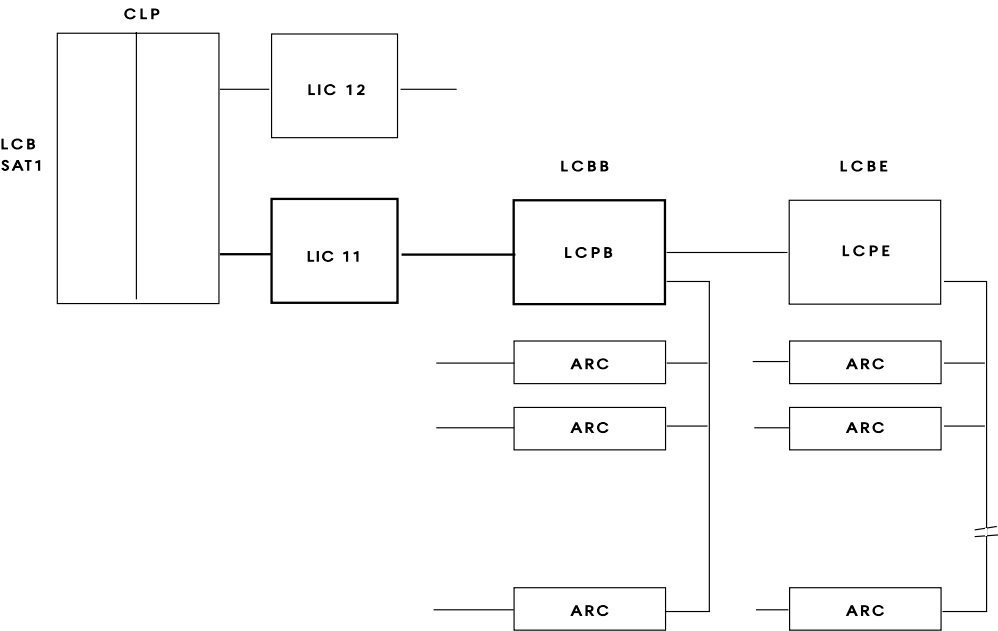 CLP
LIC 12
LCB
SAT1
LCBB
LCBE
LIC 11
LCPB
LCPE
ARC
ARC
ARC
ARC
ARC
ARC